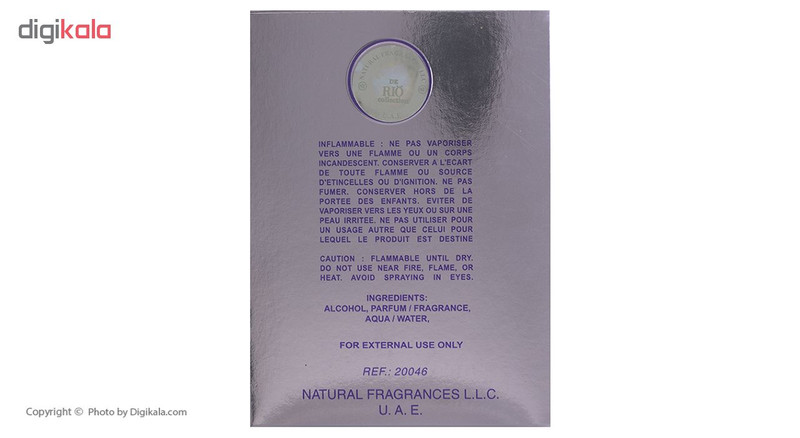 digikala
NATURAL FRAGRANCES L.L.C.
DE
RIO
collection
INFLAMMABLE : NE PAS VAPORISER
VERS UNE FLAMME OU UN CORPS
INCANDESCENT. CONSERVER A L'ECART
DE TOUTE FLAMME OU SOURCE
D'ETINCELLES OU D'IGNITION. NE PAS
FUMER. CONSERVER HORS DE LA
PORTEE DES ENFANTS. EVITER DE
VAPORISER VERS LES YEUX OU SUR UNE
PEAU IRRITEE. NE PAS UTILISER POUR
UN USAGE AUTRE QUE CELUI POUR
LEQUEL LE PRODUIT EST DESTINE
CAUTION : FLAMMABLE UNTIL DRY.
DO NOT USE NEAR FIRE, FLAME, OR
HEAT. AVOID SPRAYING IN EYES.
INGREDIENTS:
ALCOHOL, PARFUM / FRAGRANCE,
AQUA / WATER,
FOR EXTERNAL USE ONLY
REF.: 20046
NATURAL FRAGRANCES L.L.C.
U. A. E.
Copyright © Photo by Digikala.com